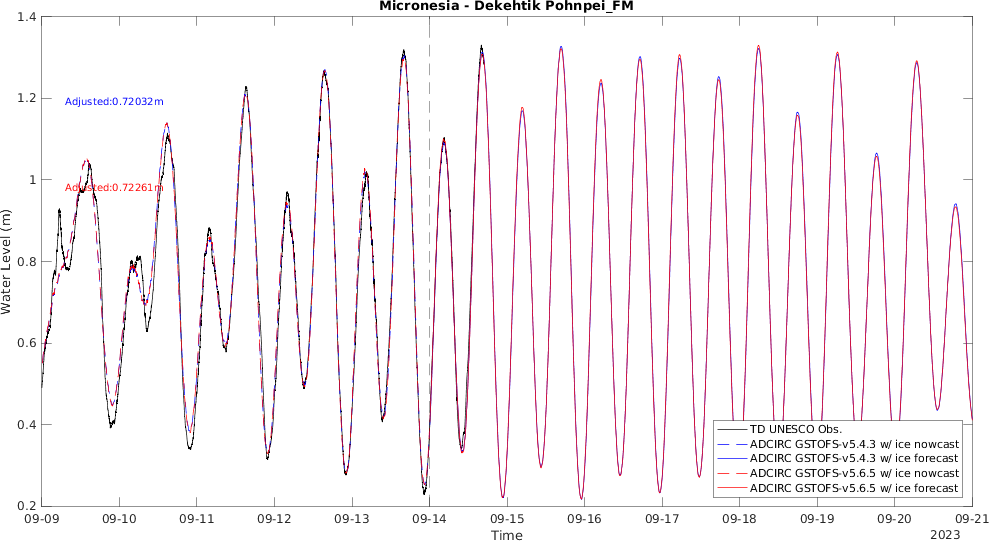 Micronesia - Dekehtik Pohnpei_FM
1.4
1.2
1
0.8
0.6
0.4
0.2
Water Level (m)
Adjusted:0.72032m
Adjusted:0.72261m
TD UNESCO Obs.
ADCIRC GSTOFS-v5.4.3 w/ ice nowcast
ADCIRC GSTOFS-v5.4.3 w/ ice forecast
ADCIRC GSTOFS-v5.6.5 w/ ice nowcast
ADCIRC GSTOFS-v5.6.5 w/ ice forecast
09-09 09-10 09-11 09-12 09-13 09-14 09-15 09-16 09-17 09-18 09-19 09-20 09-21
Time
2023